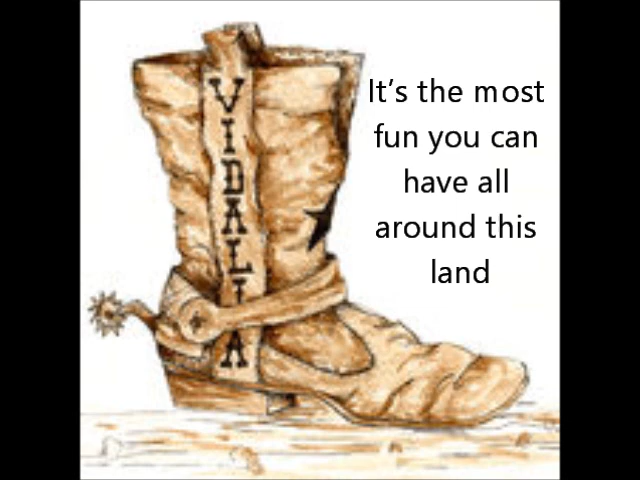 VIDALIA
It’s the most
fun you can
have all
around this
land